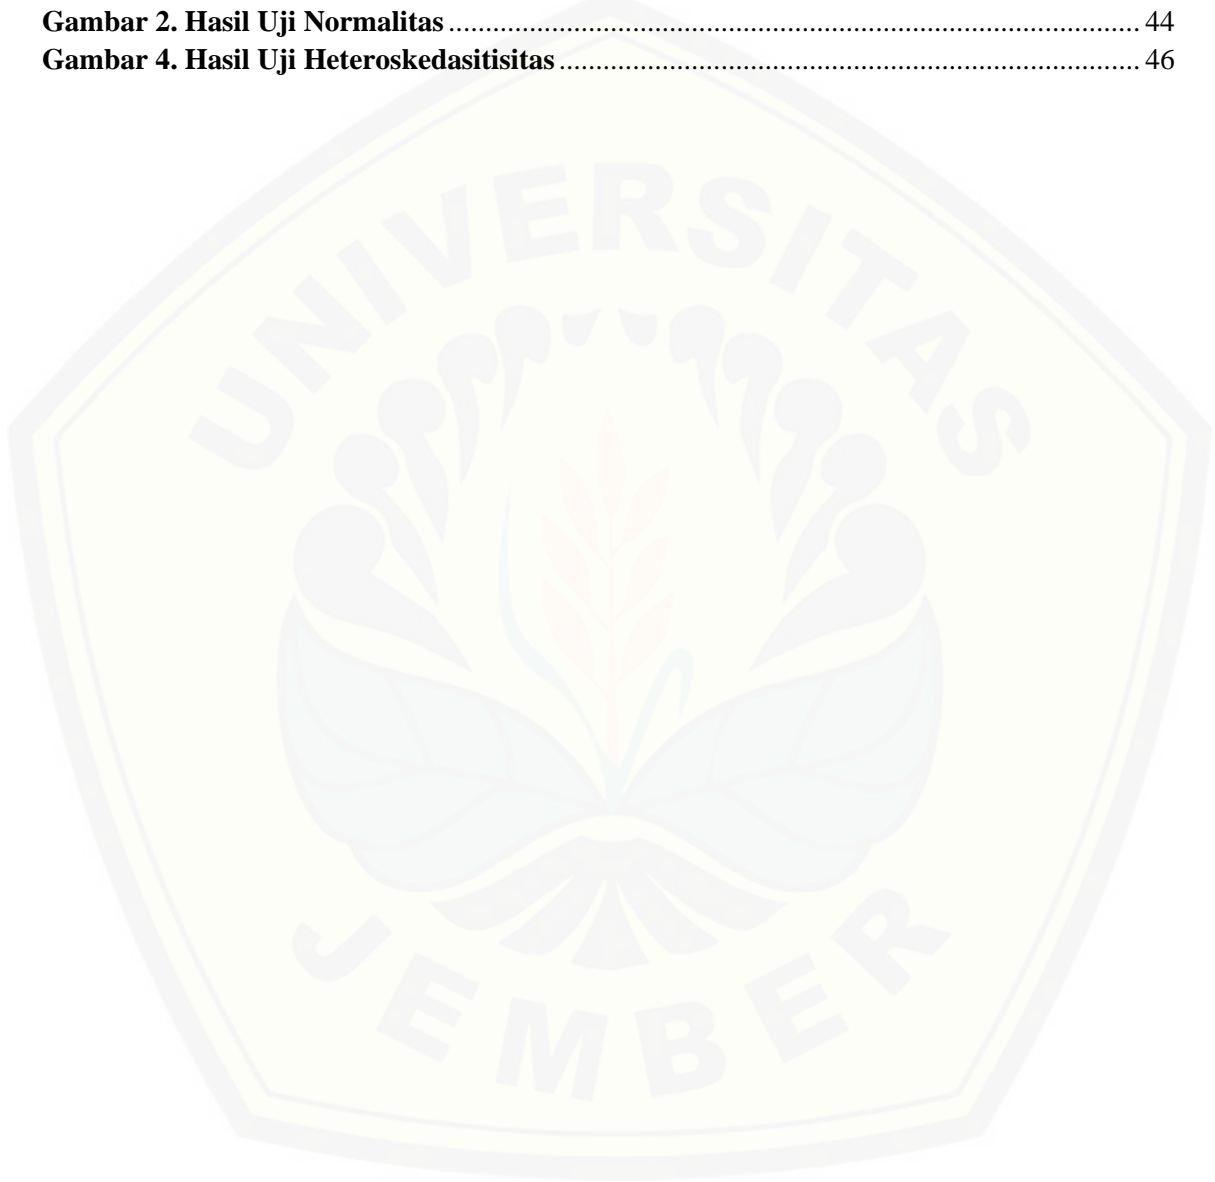 Gambar 2. Hasil Uji Normalitas .......... 44
Gambar 4. Hasil Uji Heteroskedasitisitas .......... 46
UNIVERSITAS
JEMBER